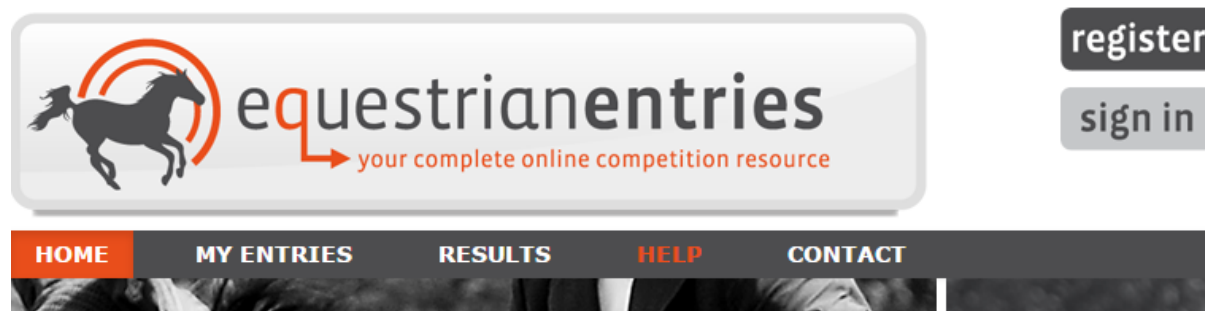 register
equestrianentries
sign in
your complete online competition resource
HOME MY ENTRIES RESULTS HELP CONTACT